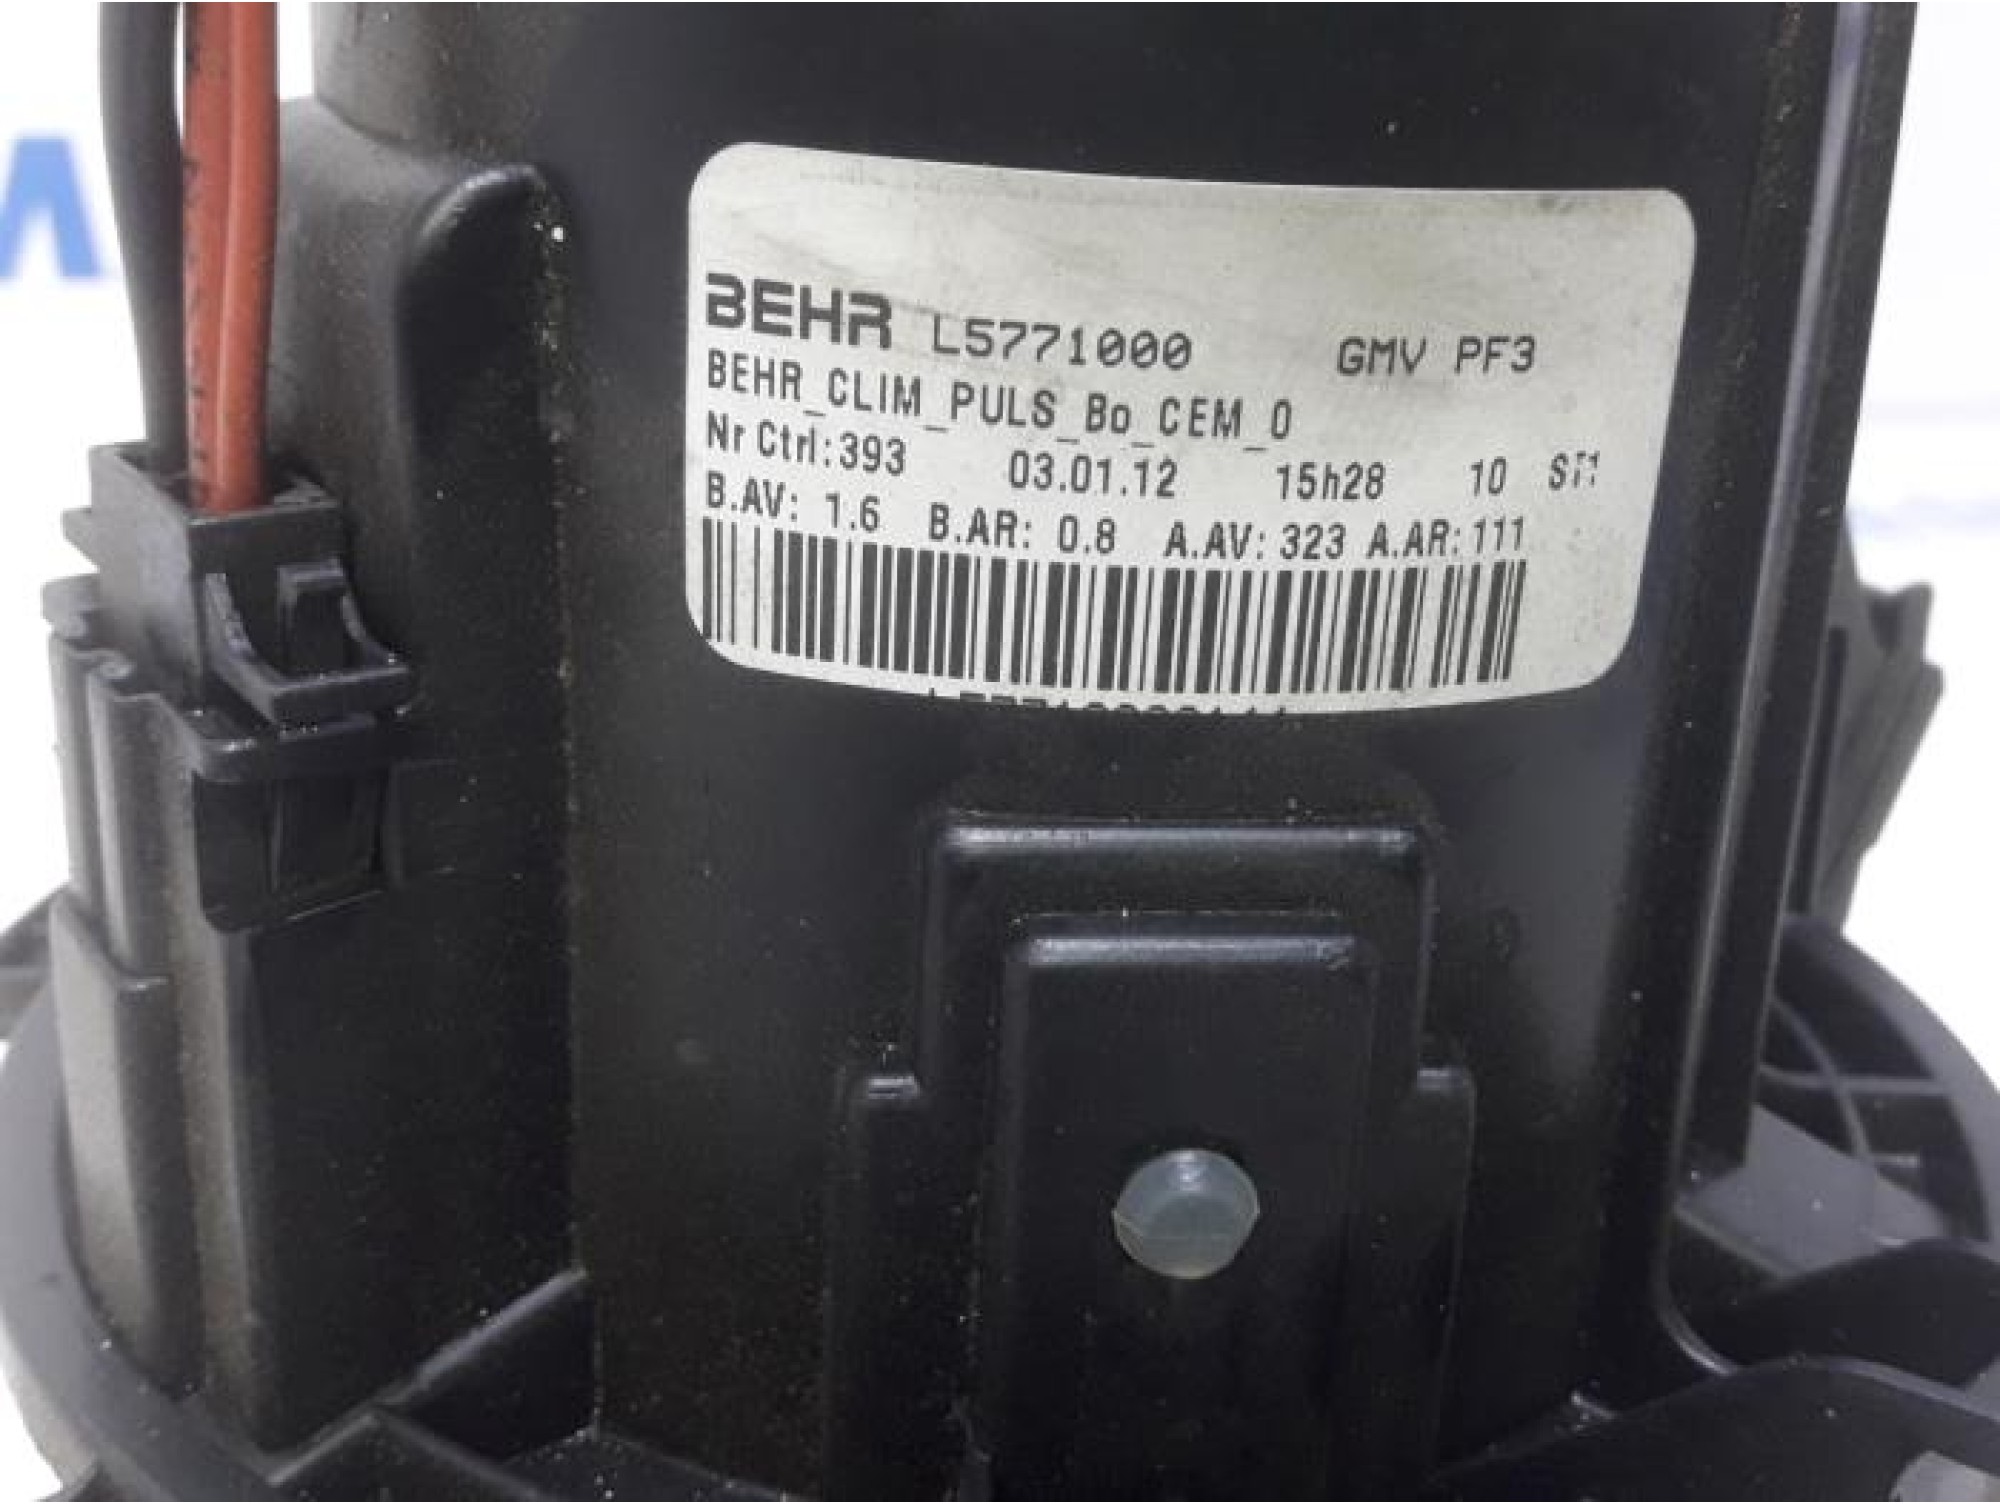 BEHR L5771000 GMV PF3
BEHR_CLIM_PULS_Bo_CEM_0
Nr Ctrl:393 03.01.12 15h28 10 ST1
B.AV: 1.6 B.AR: 0.8 A.AV: 323 A.AR: 111